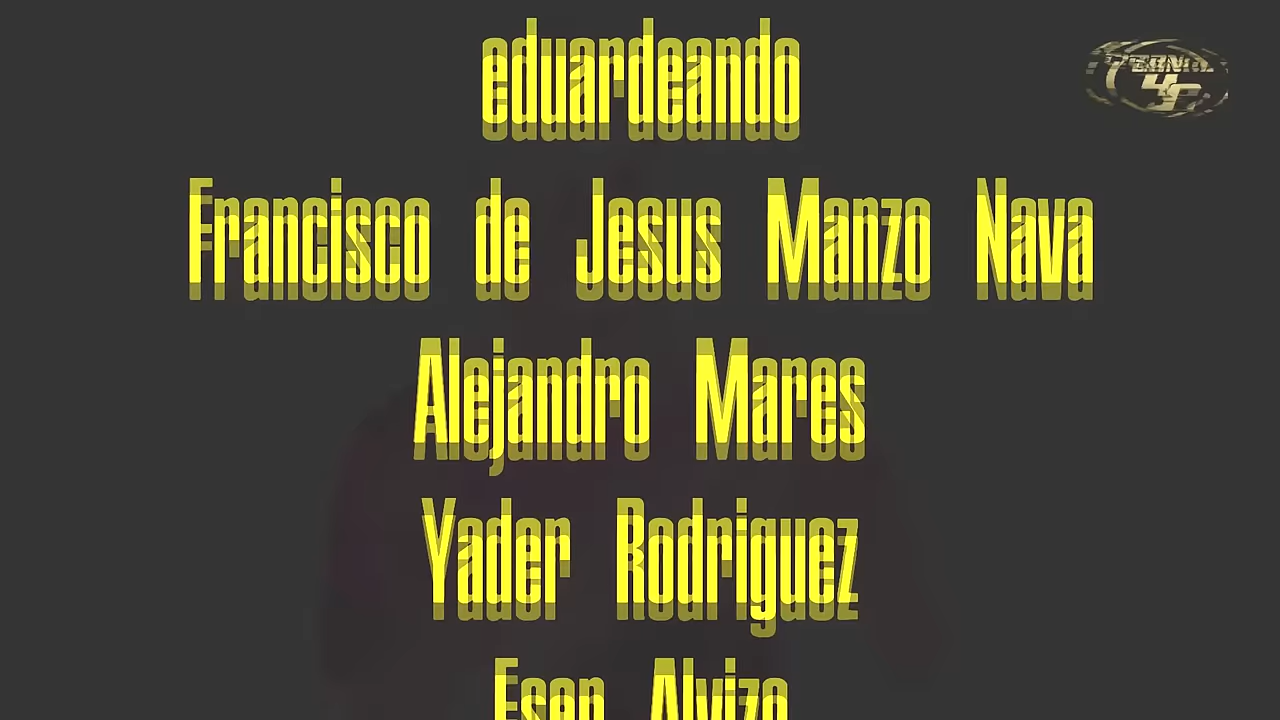 eduardeando
Francisco de Jesus Manzo Nava
Alejandro Mares
Yader Rodriguez